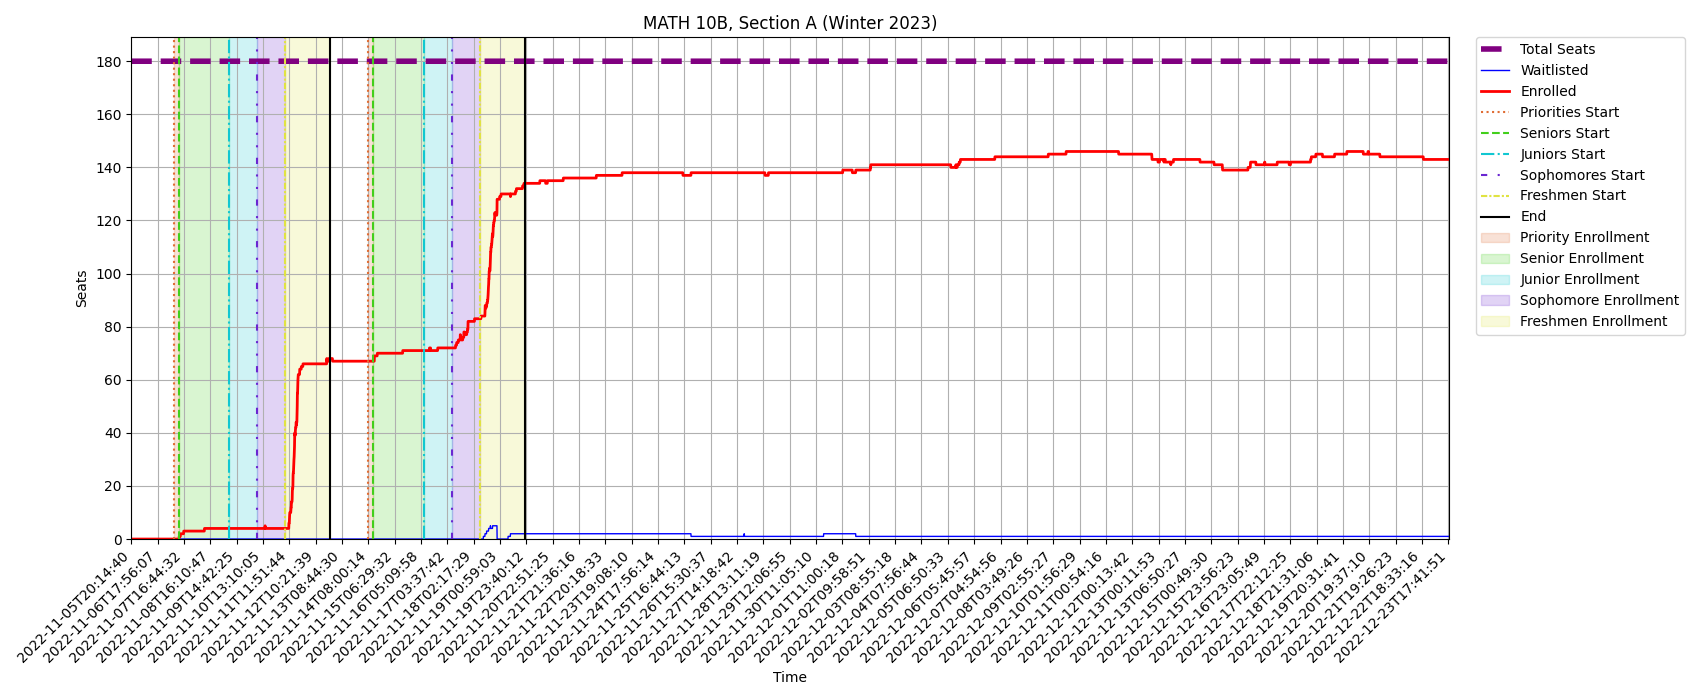 MATH 10B, Section A (Winter 2023)
Seats
180
160
140
120
100
80
60
40
20
0
2022-11-05T20:14:40
2022-11-06T17:56:07
2022-11-07T16:44:32
2022-11-08T16:10:47
2022-11-09T14:42:25
2022-11-10T13:10:05
2022-11-11T11:51:44
2022-11-12T10:21:39
2022-11-13T08:44:30
2022-11-14T08:00:14
2022-11-15T06:29:32
2022-11-16T05:09:58
2022-11-17T03:37:42
2022-11-18T02:17:29
2022-11-19T00:59:03
2022-11-19T23:40:12
2022-11-20T22:51:25
2022-11-21T21:36:16
2022-11-22T20:18:33
2022-11-23T19:08:10
2022-11-24T17:56:14
2022-11-25T16:44:13
2022-11-26T15:30:37
2022-11-27T14:18:42
2022-11-28T13:11:19
2022-11-29T12:06:55
2022-11-30T11:05:10
2022-12-01T11:00:18
2022-12-02T09:58:51
2022-12-03T08:55:18
2022-12-04T07:56:44
2022-12-05T06:50:33
2022-12-06T05:45:57
2022-12-07T04:54:56
2022-12-08T03:49:26
2022-12-09T02:55:27
2022-12-10T01:56:29
2022-12-11T00:54:16
2022-12-12T00:13:42
2022-12-13T00:11:53
2022-12-13T06:50:27
2022-12-15T00:49:30
2022-12-15T23:56:23
2022-12-16T23:05:49
2022-12-17T22:12:25
2022-12-18T21:31:06
2022-12-19T20:31:41
2022-12-20T19:37:10
2022-12-21T19:26:23
2022-12-22T18:33:16
2022-12-23T17:41:51
Time
Total Seats
Waitlisted
Enrolled
Priorities Start
Seniors Start
Juniors Start
Sophomores Start
Freshmen Start
End
Priority Enrollment
Senior Enrollment
Junior Enrollment
Sophomore Enrollment
Freshmen Enrollment